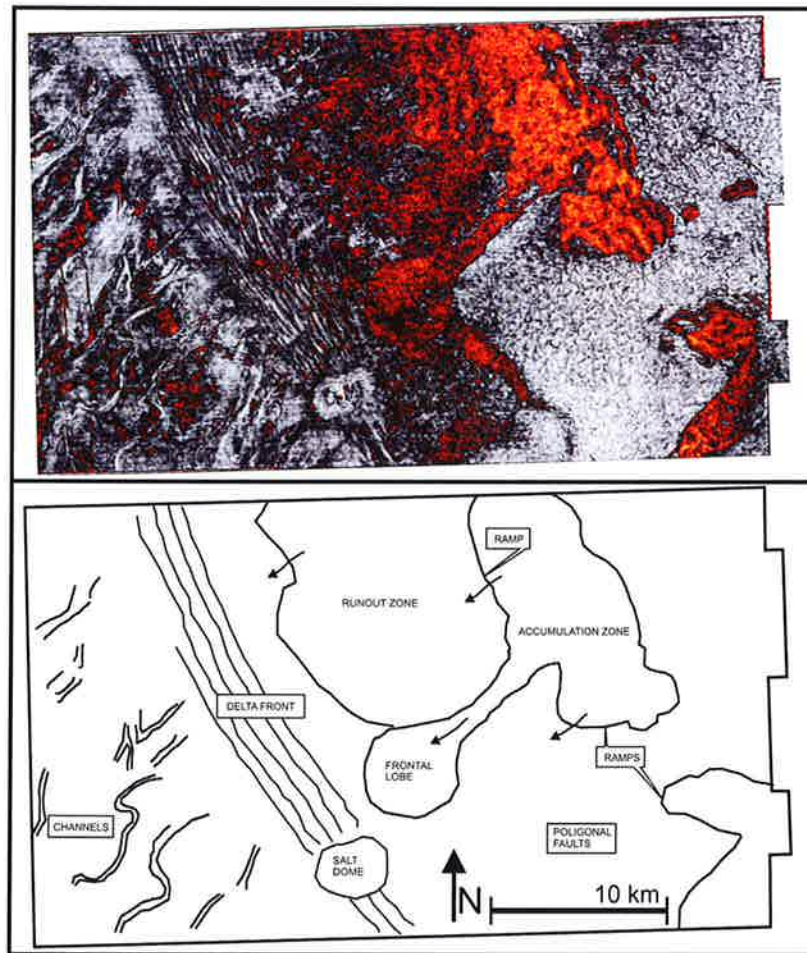 RAMP
RUNOUT ZONE
ACCUMULATION ZONE
DELTA FRONT
FRONTAL
LOBE
RAMPS
CHANNELS
POLIGONAL
FAULTS
SALT
DOME
N
10 km